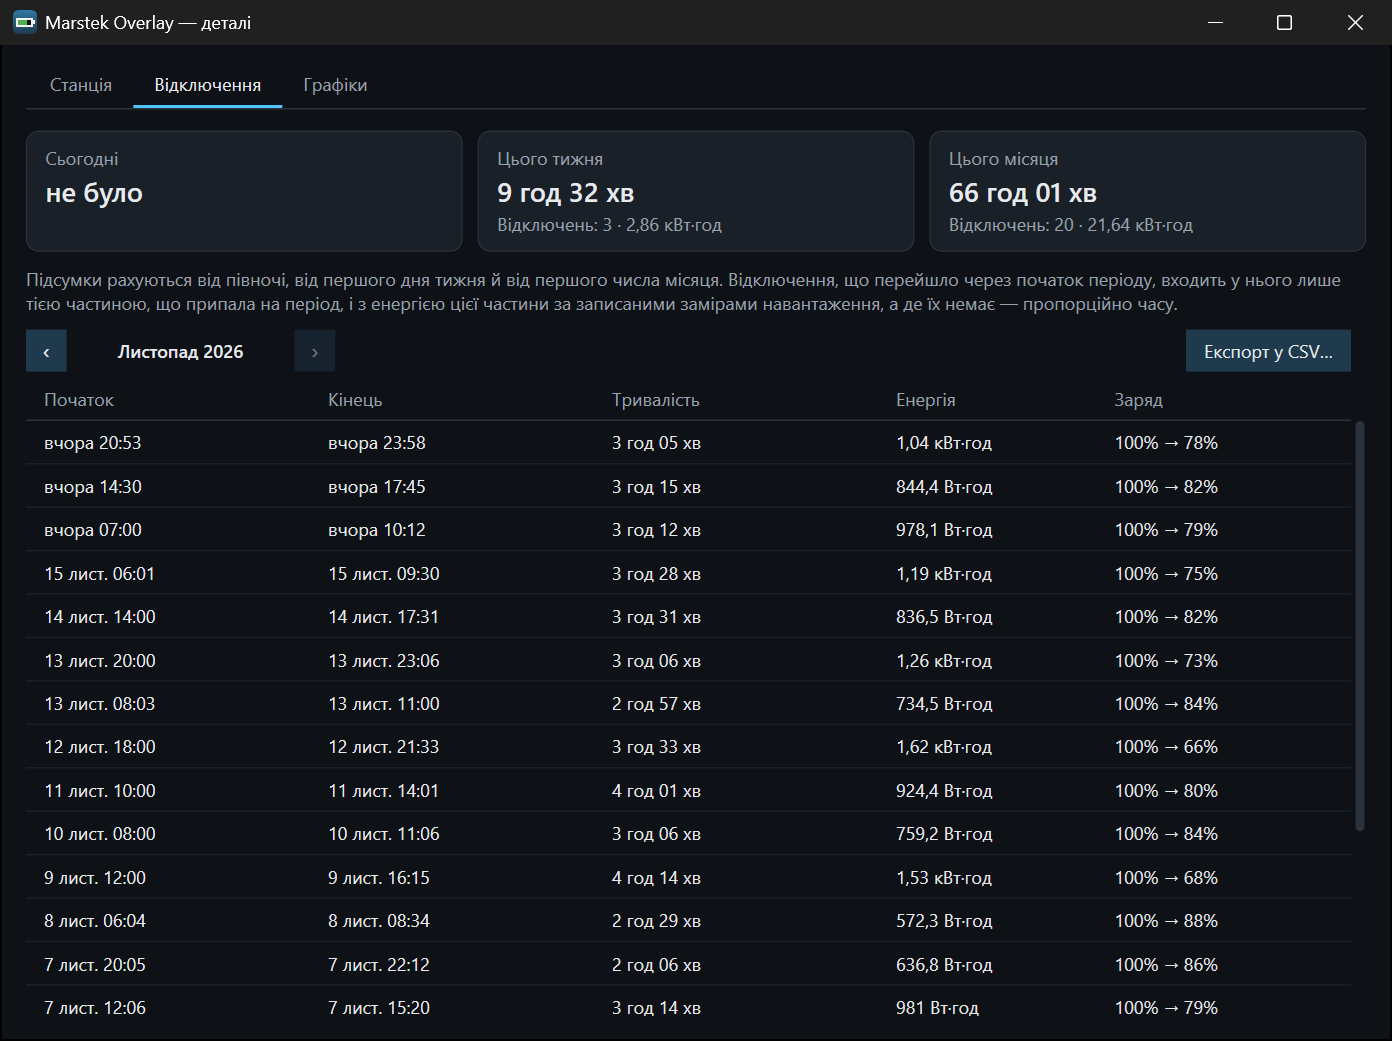 Marstek Overlay — деталі
Станція Відключення Графіки
Сьогодні
не було
Цього тижня
9 год 32 хв
Відключень: 3 · 2,86 кВт·год
Цього місяця
66 год 01 хв
Відключень: 20 · 21,64 кВт·год
Підсумки рахуються від півночі, від першого дня тижня й від першого числа місяця. Відключення, що перейшло через початок періоду, входить у нього лише
тією частиною, що припала на період, і з енергією цієї частини за записаними замірами навантаження, а де їх немає — пропорційно часу.
‹ Листопад 2026 › Експорт у CSV...
Початок Кінець Тривалість Енергія Заряд
вчора 20:53 вчора 23:58 3 год 05 хв 1,04 кВт·год 100% → 78%
вчора 14:30 вчора 17:45 3 год 15 хв 844,4 Вт·год 100% → 82%
вчора 07:00 вчора 10:12 3 год 12 хв 978,1 Вт·год 100% → 79%
15 лист. 06:01 15 лист. 09:30 3 год 28 хв 1,19 кВт·год 100% → 75%
14 лист. 14:00 14 лист. 17:31 3 год 31 хв 836,5 Вт·год 100% → 82%
13 лист. 20:00 13 лист. 23:06 3 год 06 хв 1,26 кВт·год 100% → 73%
13 лист. 08:03 13 лист. 11:00 2 год 57 хв 734,5 Вт·год 100% → 84%
12 лист. 18:00 12 лист. 21:33 3 год 33 хв 1,62 кВт·год 100% → 66%
11 лист. 10:00 11 лист. 14:01 4 год 01 хв 924,4 Вт·год 100% → 80%
10 лист. 08:00 10 лист. 11:06 3 год 06 хв 759,2 Вт·год 100% → 84%
9 лист. 12:00 9 лист. 16:15 4 год 14 хв 1,53 кВт·год 100% → 68%
8 лист. 06:04 8 лист. 08:34 2 год 29 хв 572,3 Вт·год 100% → 88%
7 лист. 20:05 7 лист. 22:12 2 год 06 хв 636,8 Вт·год 100% → 86%
7 лист. 12:06 7 лист. 15:20 3 год 14 хв 981 Вт·год 100% → 79%